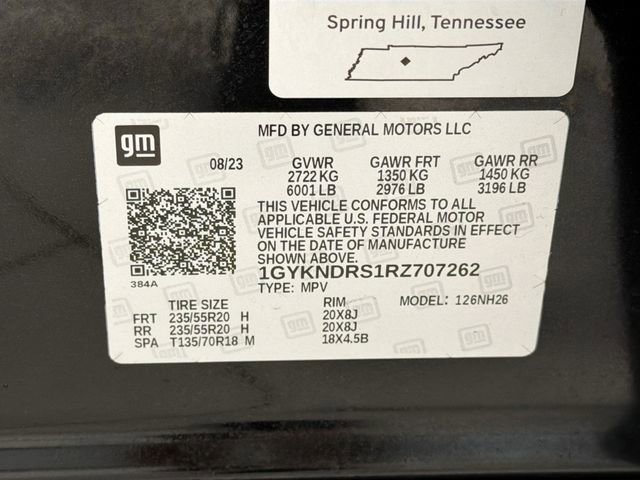 Spring Hill, Tennessee
gm
MFD BY GENERAL MOTORS LLC
08/23 GVWR GAWR FRT GAWR RR
2722 KG 1350 KG 1450 KG
6001 LB 2976 LB 3196 LB
THIS VEHICLE CONFORMS TO ALL
APPLICABLE U.S. FEDERAL MOTOR
VEHICLE SAFETY STANDARDS IN EFFECT
ON THE DATE OF MANUFACTURE
SHOWN ABOVE.
384A
1GYKNDRS1RZ707262
TYPE: MPV
TIRE SIZE RIM MODEL: 126NH26
FRT 235/55R20 H 20X8J
RR 235/55R20 H 20X8J
SPA T135/70R18 M 18X4.5B